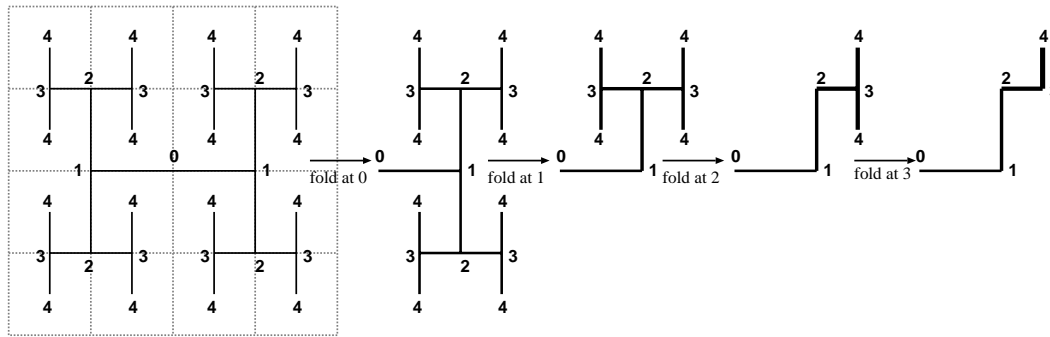 4 4 4 4 4 4 4 4 4
2 2 2 2 2
3 3 3 3 3 3 3 3 3
4 4 4 4 4 4 4 4 4
0 0 0 0 0
1 1 1 1 1 1
fold at 0 fold at 1 fold at 2 fold at 3
4 4 4 4 4 4
3 3 3 3 3 3
2 2 2
4 4 4 4 4 4